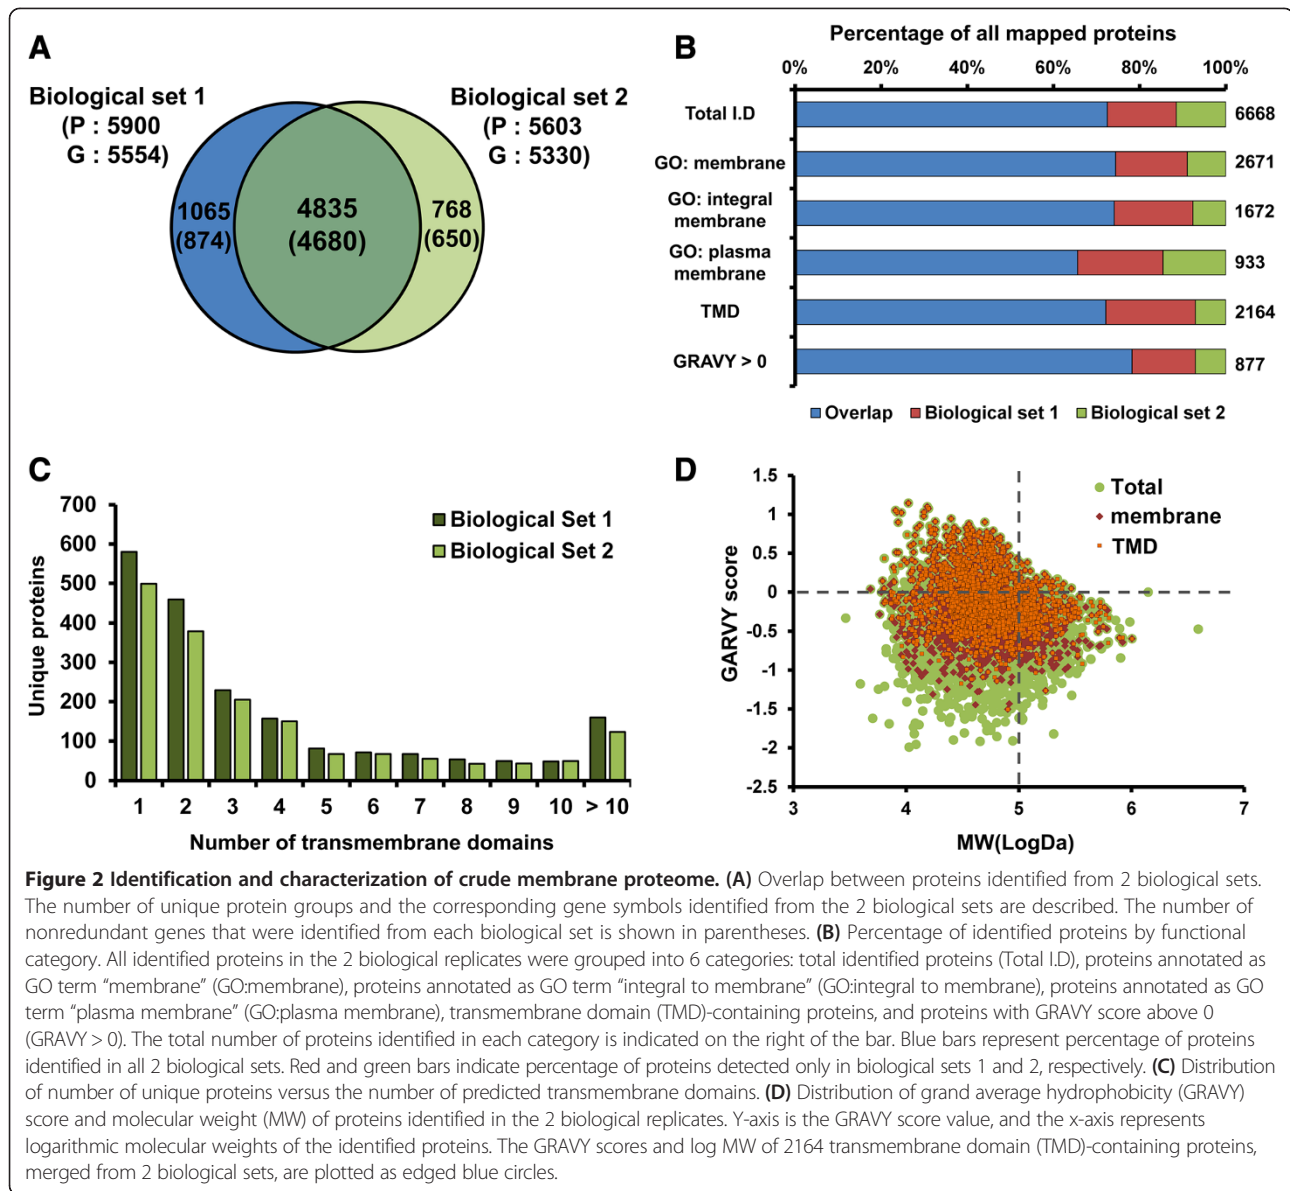 A
Biological set 1
(P : 5900
G : 5554)
Biological set 2
(P : 5603
G : 5330)
1065
(874)
4835
(4680)
768
(650)
B
Percentage of all mapped proteins
0% 20% 40% 60% 80% 100%
Total I.D 6668
GO: membrane 2671
GO: integral
membrane 1672
GO: plasma
membrane 933
TMD 2164
GRAVY > 0 877
Overlap Biological set 1 Biological set 2
C
Unique proteins
700
600
500
400
300
200
100
0
Biological Set 1
Biological Set 2
1 2 3 4 5 6 7 8 9 10 > 10
Number of transmembrane domains
D
GARVY score
1.5
1
0.5
0
-0.5
-1
-1.5
-2
-2.5
Total
membrane
TMD
3 4 5 6 7
MW(LogDa)
Figure 2 Identification and characterization of crude membrane proteome. (A) Overlap between proteins identified from 2 biological sets.
The number of unique protein groups and the corresponding gene symbols identified from the 2 biological sets are described. The number of
nonredundant genes that were identified from each biological set is shown in parentheses. (B) Percentage of identified proteins by functional
category. All identified proteins in the 2 biological replicates were grouped into 6 categories: total identified proteins (Total I.D), proteins annotated as
GO term “membrane” (GO:membrane), proteins annotated as GO term “integral to membrane” (GO:integral to membrane), proteins annotated as GO
term “plasma membrane” (GO:plasma membrane), transmembrane domain (TMD)-containing proteins, and proteins with GRAVY score above 0
(GRAVY > 0). The total number of proteins identified in each category is indicated on the right of the bar. Blue bars represent percentage of proteins
identified in all 2 biological sets. Red and green bars indicate percentage of proteins detected only in biological sets 1 and 2, respectively. (C) Distribution
of number of unique proteins versus the number of predicted transmembrane domains. (D) Distribution of grand average hydrophobicity (GRAVY)
score and molecular weight (MW) of proteins identified in the 2 biological replicates. Y-axis is the GRAVY score value, and the x-axis represents
logarithmic molecular weights of the identified proteins. The GRAVY scores and log MW of 2164 transmembrane domain (TMD)-containing proteins,
merged from 2 biological sets, are plotted as edged blue circles.